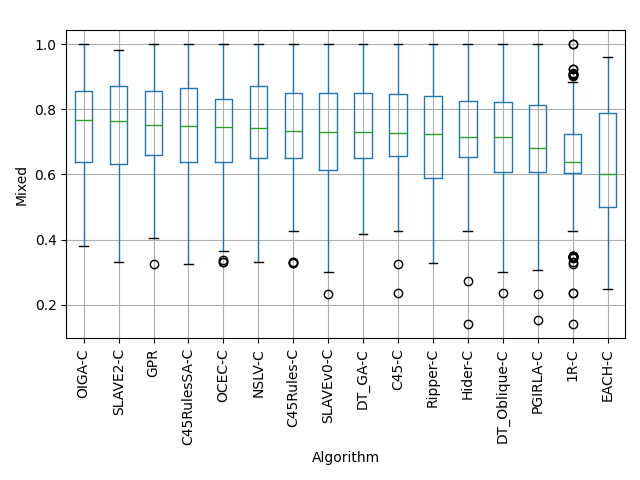 1.0
0.8
0.6
0.4
0.2
Mixed
OIGA-C
SLAVE2-C
GPR
C45RulesSA-C
OCEC-C
NSLV-C
C45Rules-C
SLAVEv0-C
DT_GA-C
C45-C
Ripper-C
Hider-C
DT_Oblique-C
PGIRLA-C
1R-C
EACH-C
Algorithm